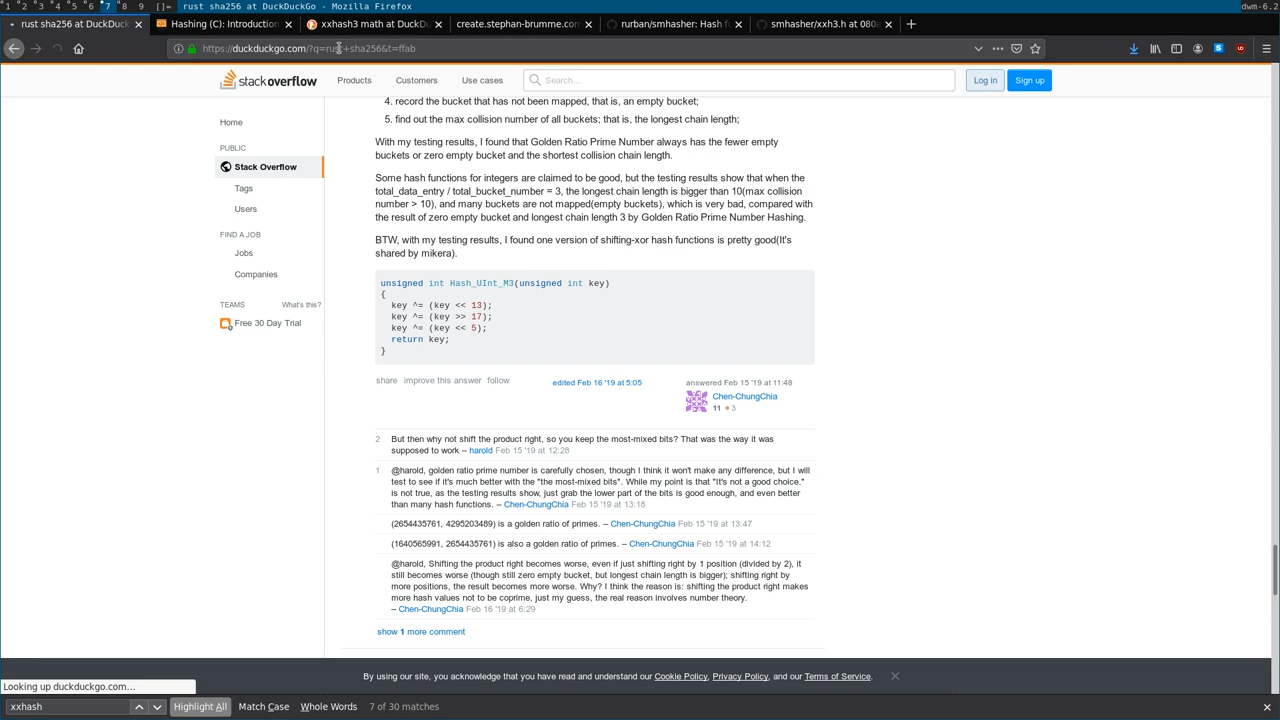 1 2 3 4 5 6 7 8 9 []= rust sha256 at DuckDuckGo - Mozilla Firefox dwm-6.2
rust sha256 at DuckDuck
Hashing (C): Introduction
xxhash3 math at DuckDu
create.stephan-brumme.com
rurban/smhasher: Hash f
smhasher/xxh3.h at 080a
https://duckduckgo.com/?q=rust+sha256&t=ffab
stackoverflow Products Customers Use cases Search... Log in Sign up
Home
PUBLIC
Stack Overflow
Tags
Users
FIND A JOB
Jobs
Companies
TEAMS What's this?
Free 30 Day Trial
4. record the bucket that has not been mapped, that is, an empty bucket;
5. find out the max collision number of all buckets; that is, the longest chain length;
With my testing results, I found that Golden Ratio Prime Number always has the fewer empty
buckets or zero empty bucket and the shortest collision chain length.
Some hash functions for integers are claimed to be good, but the testing results show that when the
total_data_entry / total_bucket_number = 3, the longest chain length is bigger than 10(max collision
number > 10), and many buckets are not mapped(empty buckets), which is very bad, compared with
the result of zero empty bucket and longest chain length 3 by Golden Ratio Prime Number Hashing.
BTW, with my testing results, I found one version of shifting-xor hash functions is pretty good(It's
shared by mikera).
unsigned int Hash_UInt_M3(unsigned int key)
{
key ^= (key << 13);
key ^= (key >> 17);
key ^= (key << 5);
return key;
}
share improve this answer follow
edited Feb 16 '19 at 5:05
answered Feb 15 '19 at 11:48
Chen-ChungChia
11 3
2 But then why not shift the product right, so you keep the most-mixed bits? That was the way it was
supposed to work – harold Feb 15 '19 at 12:28
1 @harold, golden ratio prime number is carefully chosen, though I think it won't make any difference, but I will
test to see if it's much better with the "the most-mixed bits". While my point is that "It's not a good choice."
is not true, as the testing results show, just grab the lower part of the bits is good enough, and even better
than many hash functions. – Chen-ChungChia Feb 15 '19 at 13:18
(2654435761, 4295203489) is a golden ratio of primes. – Chen-ChungChia Feb 15 '19 at 13:47
(1640565991, 2654435761) is also a golden ratio of primes. – Chen-ChungChia Feb 15 '19 at 14:12
@harold, Shifting the product right becomes worse, even if just shifting right by 1 position (divided by 2), it
still becomes worse (though still zero empty bucket, but longest chain length is bigger); shifting right by
more positions, the result becomes more worse. Why? I think the reason is: shifting the product right makes
more hash values not to be coprime, just my guess, the real reason involves number theory.
– Chen-ChungChia Feb 16 '19 at 6:29
show 1 more comment
By using our site, you acknowledge that you have read and understand our Cookie Policy, Privacy Policy, and our Terms of Service.
Looking up duckduckgo.com...
xxhash Highlight All Match Case Whole Words 7 of 30 matches